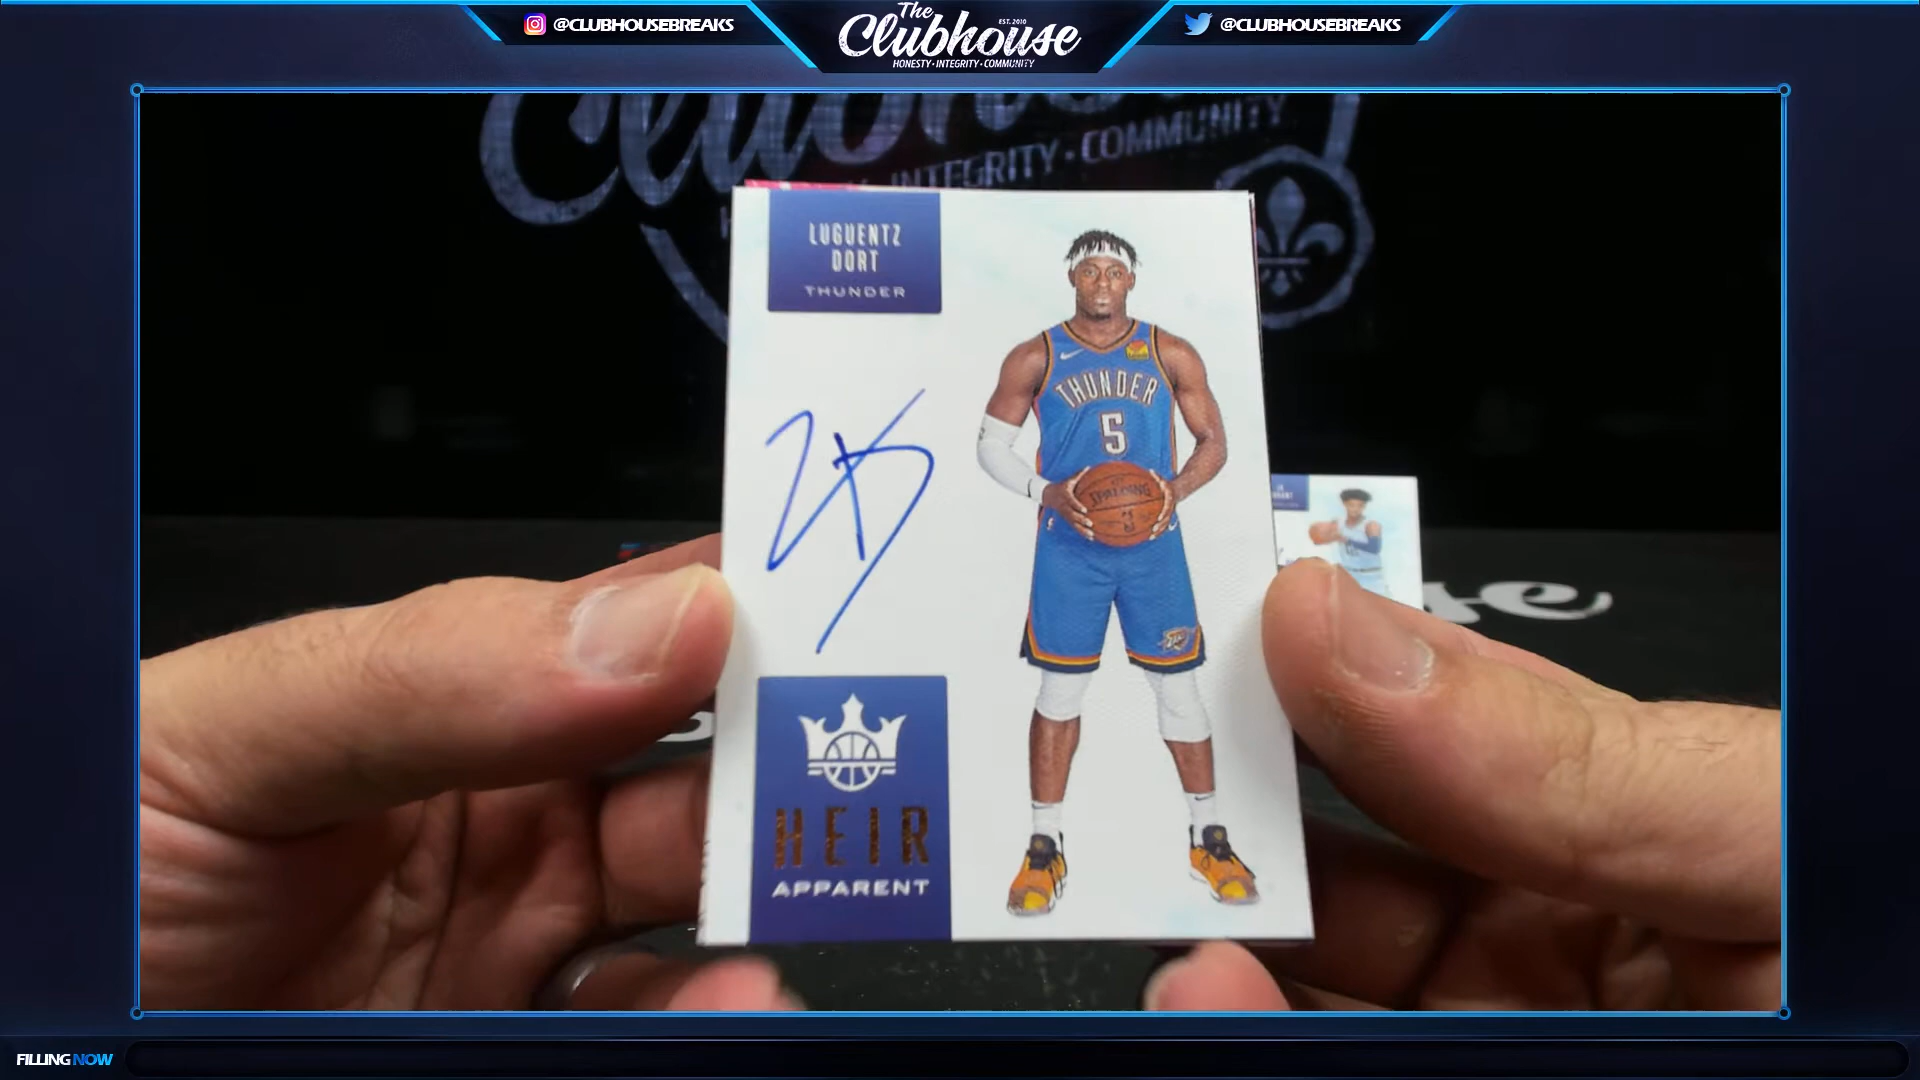 @CLUBHOUSEBREAKS
The
EST. 2010
Clubhouse
HONESTY · INTEGRITY · COMMUNITY
@CLUBHOUSEBREAKS
INTEGRITY · COMMUNITY
LUGUENTZ
DORT
THUNDER
THUNDER
5
SPALDING
HEIR
APPARENT
FILLING NOW